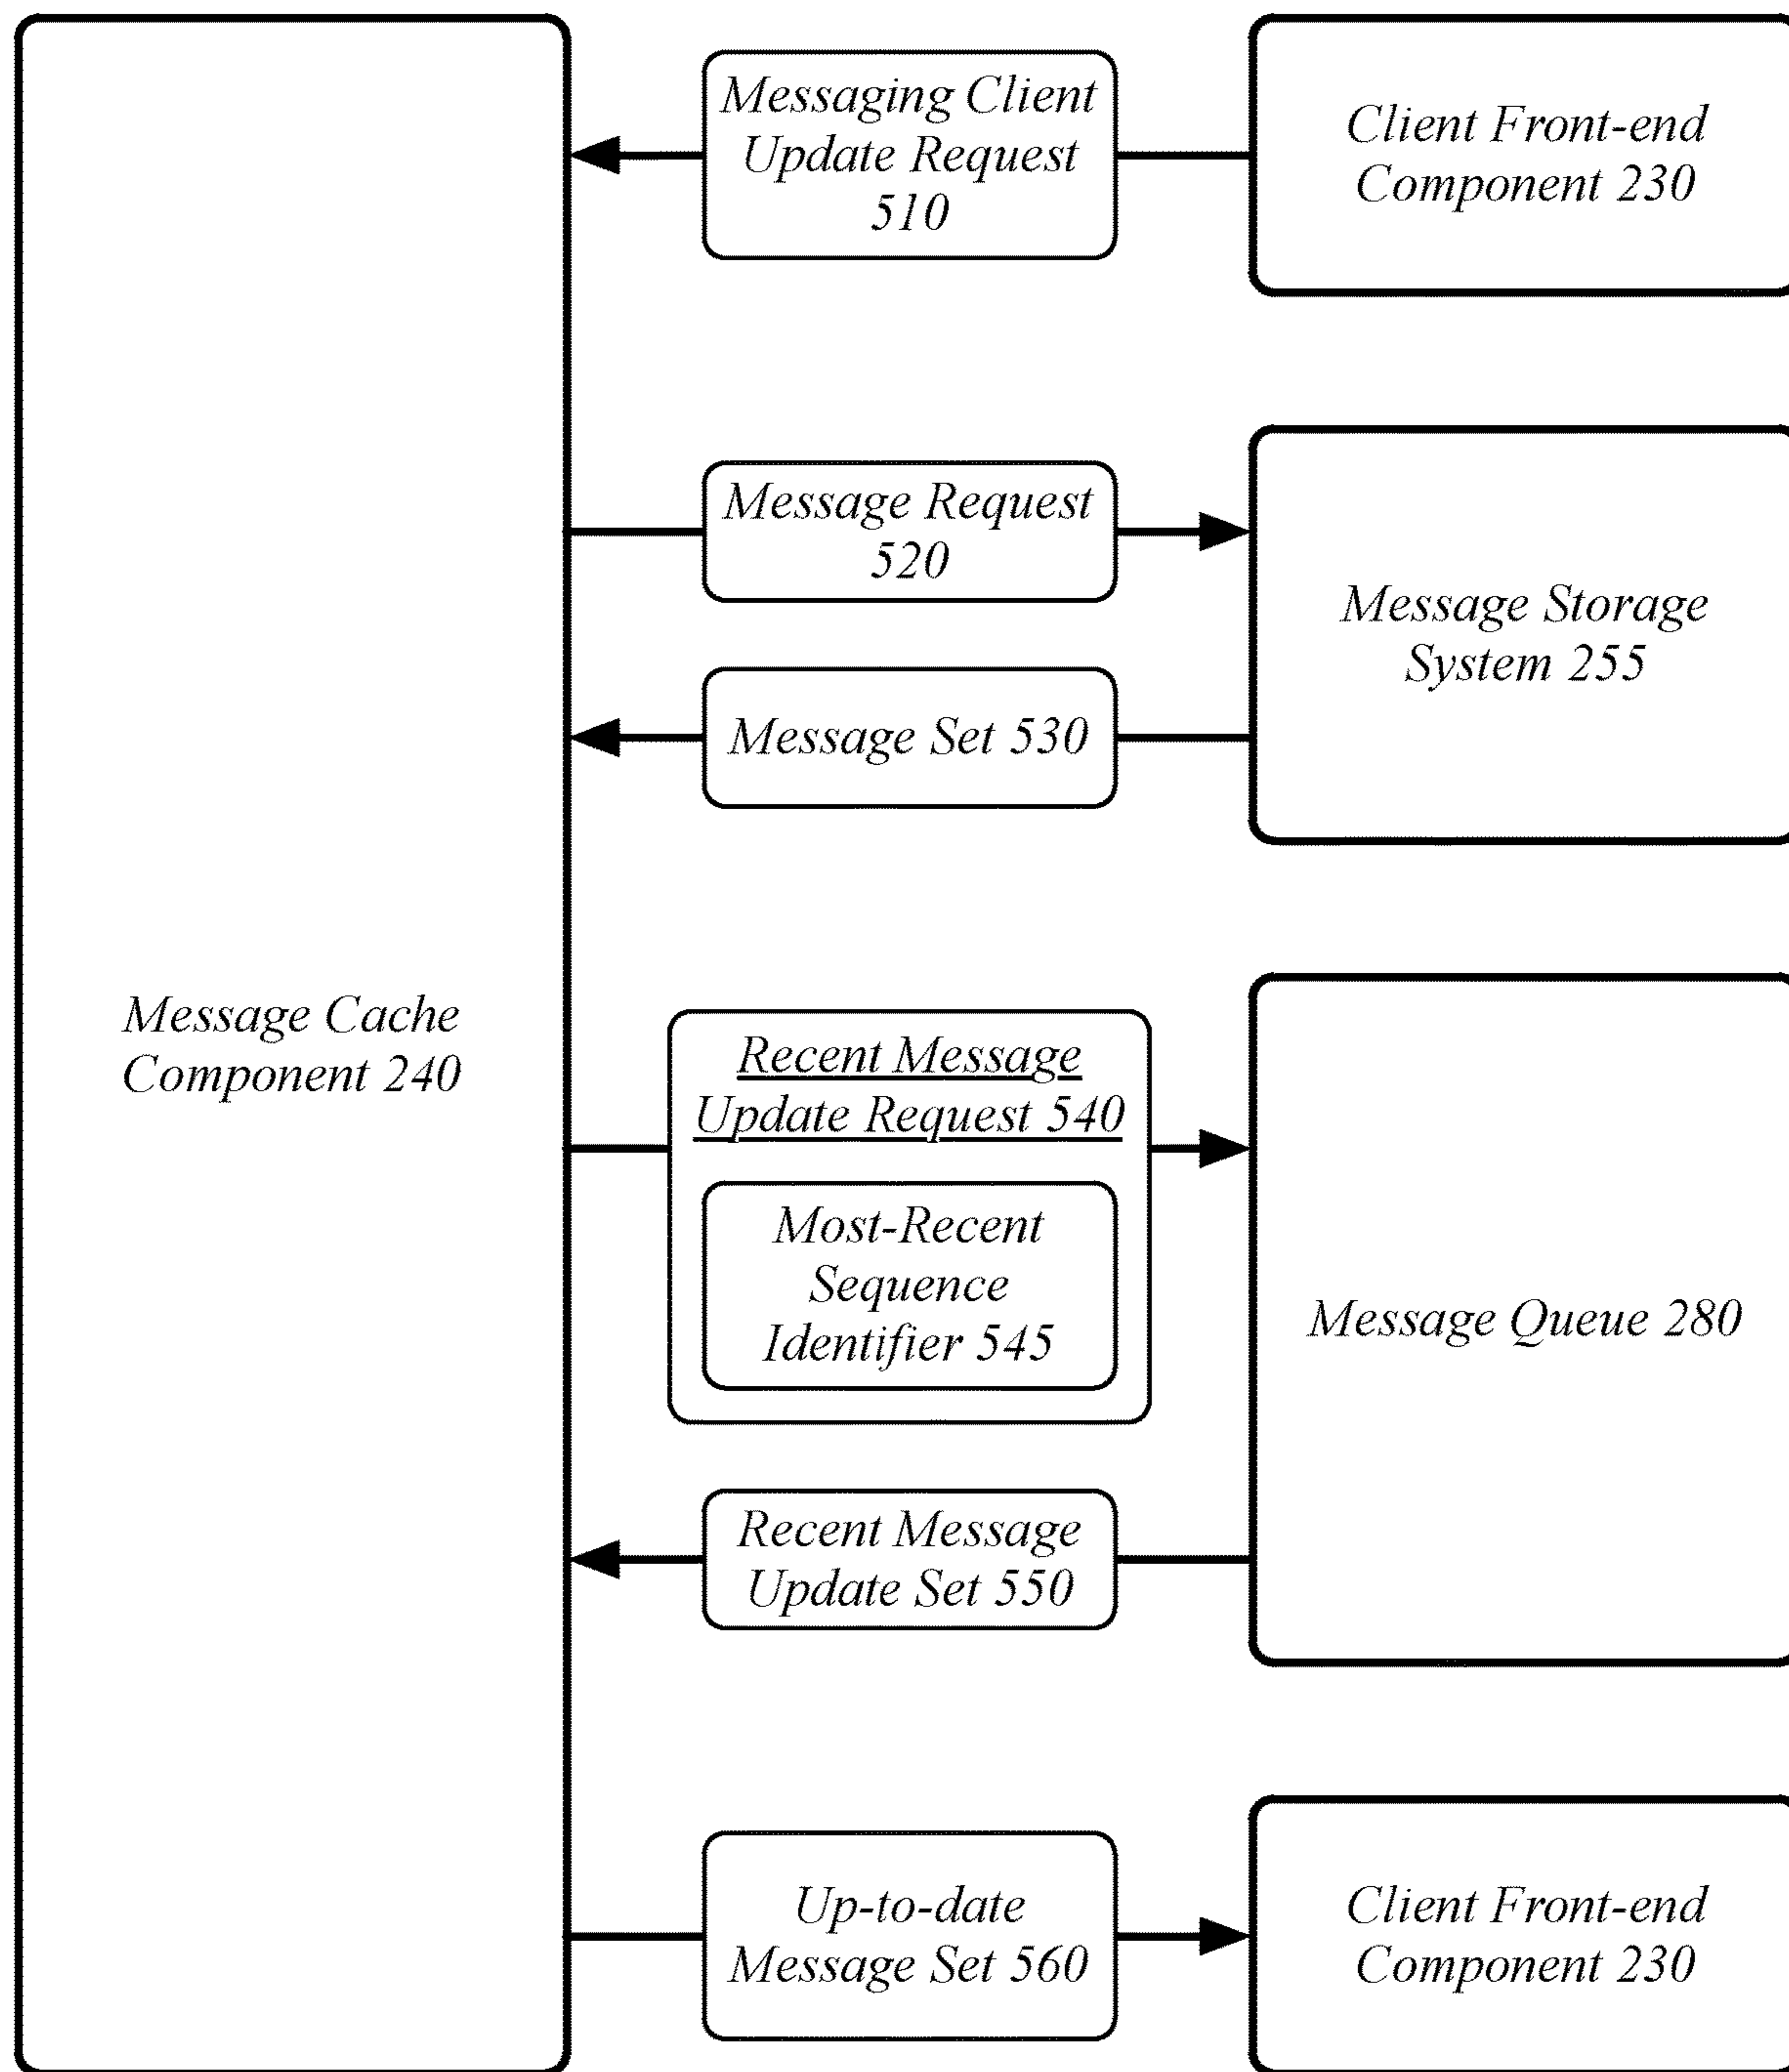 Messaging Client
Update Request
510
Client Front-end
Component 230
Message Request
520
Message Storage
System 255
Message Set 530
Message Cache
Component 240
Recent Message
Update Request 540
Most-Recent
Sequence
Identifier 545
Message Queue 280
Recent Message
Update Set 550
Up-to-date
Message Set 560
Client Front-end
Component 230